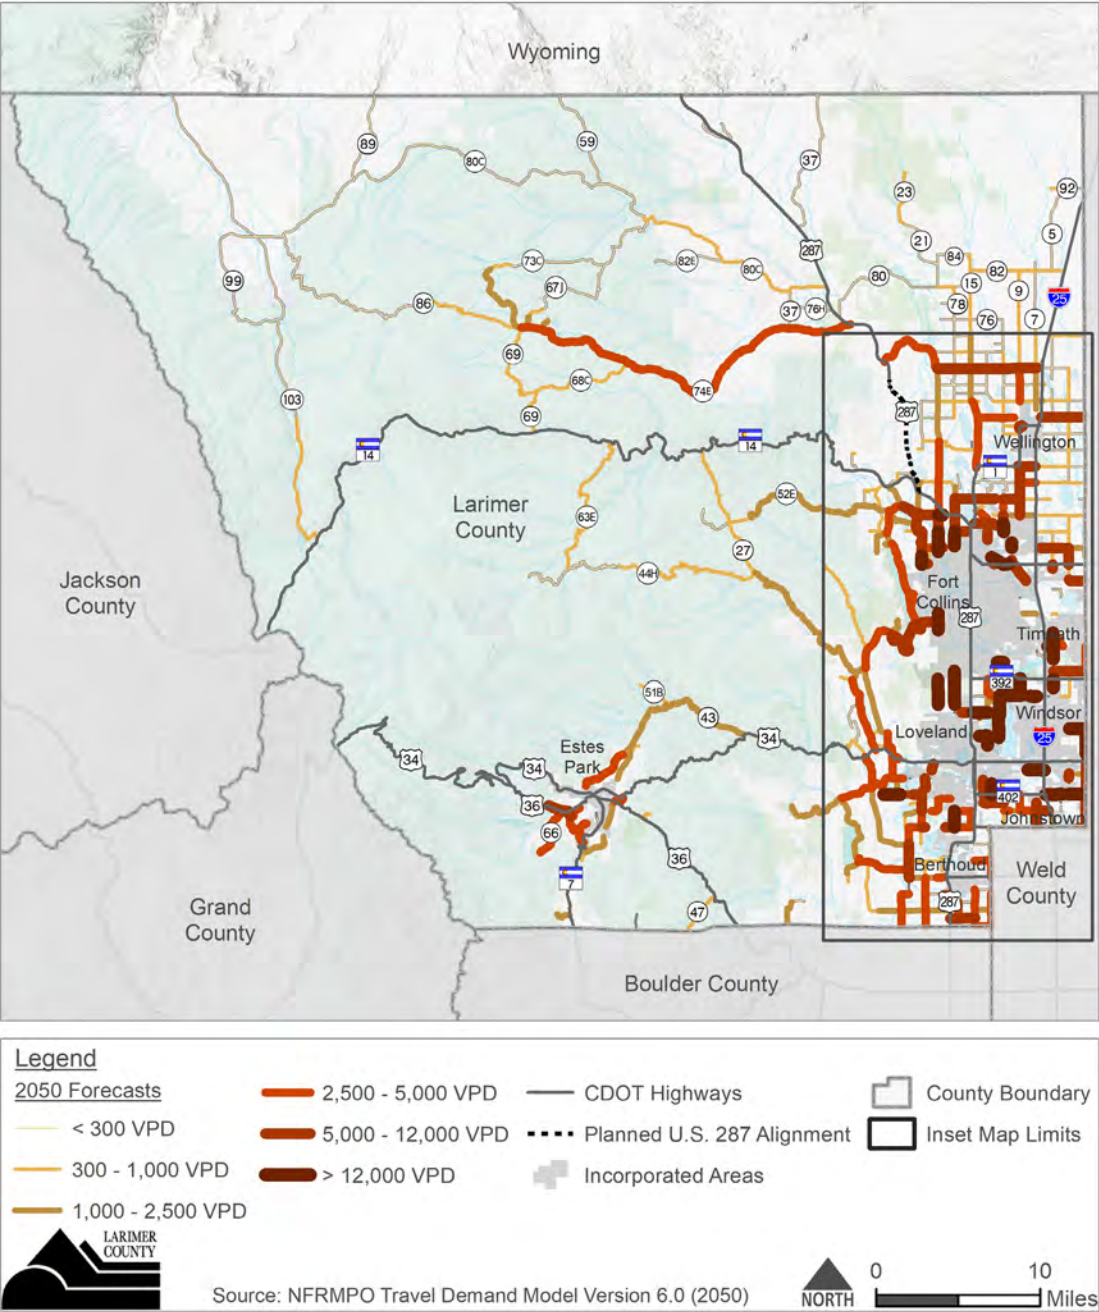 Wyoming
89
59
80C
37
23
92
5
21
287
84
99
73C
82E
80C
80
82
15
9
25
67J
86
37
76H
78
76
7
69
68C
74E
103
69
287
14
14
Wellington
1
52E
Larimer
County
63E
27
44H
Jackson
County
Fort
Collins
287
Timnath
392
51B
43
Windsor
Loveland
25
34
Estes
Park
34
34
402
36
Johnstown
66
36
Berthoud
7
Weld
County
287
47
Grand
County
Boulder County
Legend
2050 Forecasts
< 300 VPD
300 - 1,000 VPD
1,000 - 2,500 VPD
2,500 - 5,000 VPD
5,000 - 12,000 VPD
> 12,000 VPD
CDOT Highways
Planned U.S. 287 Alignment
Incorporated Areas
County Boundary
Inset Map Limits
LARIMER
COUNTY
Source: NFRMPO Travel Demand Model Version 6.0 (2050)
NORTH
0 10
Miles